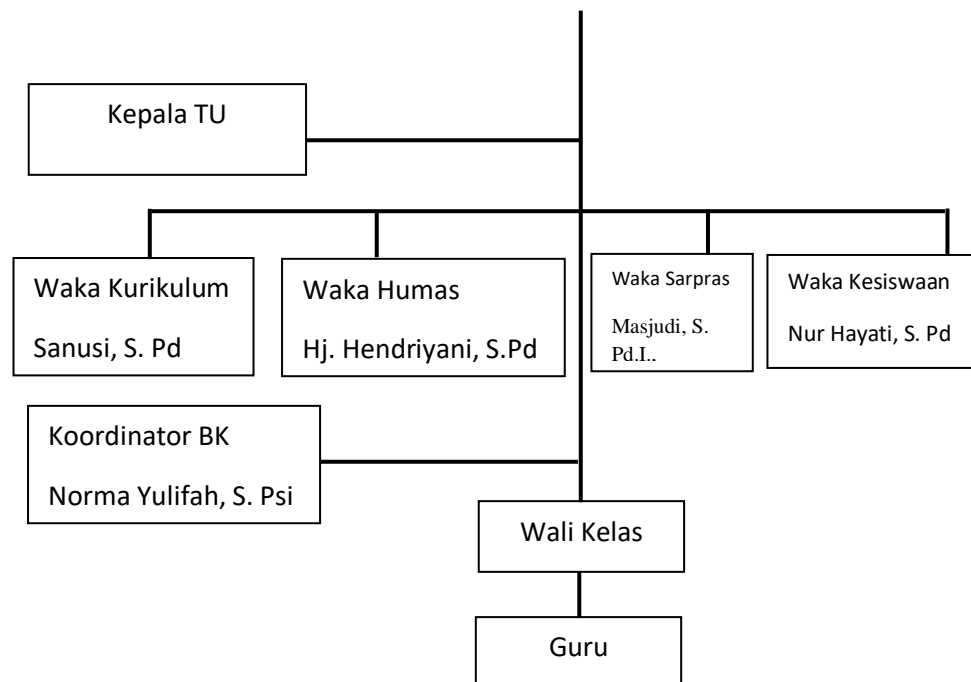 Kepala TU
Waka Kurikulum
Sanusi, S. Pd
Waka Humas
Hj. Hendriyani, S.Pd
Waka Sarpras
Masjudi, S.
Pd.I..
Waka Kesiswaan
Nur Hayati, S. Pd
Koordinator BK
Norma Yulifah, S. Psi
Wali Kelas
Guru